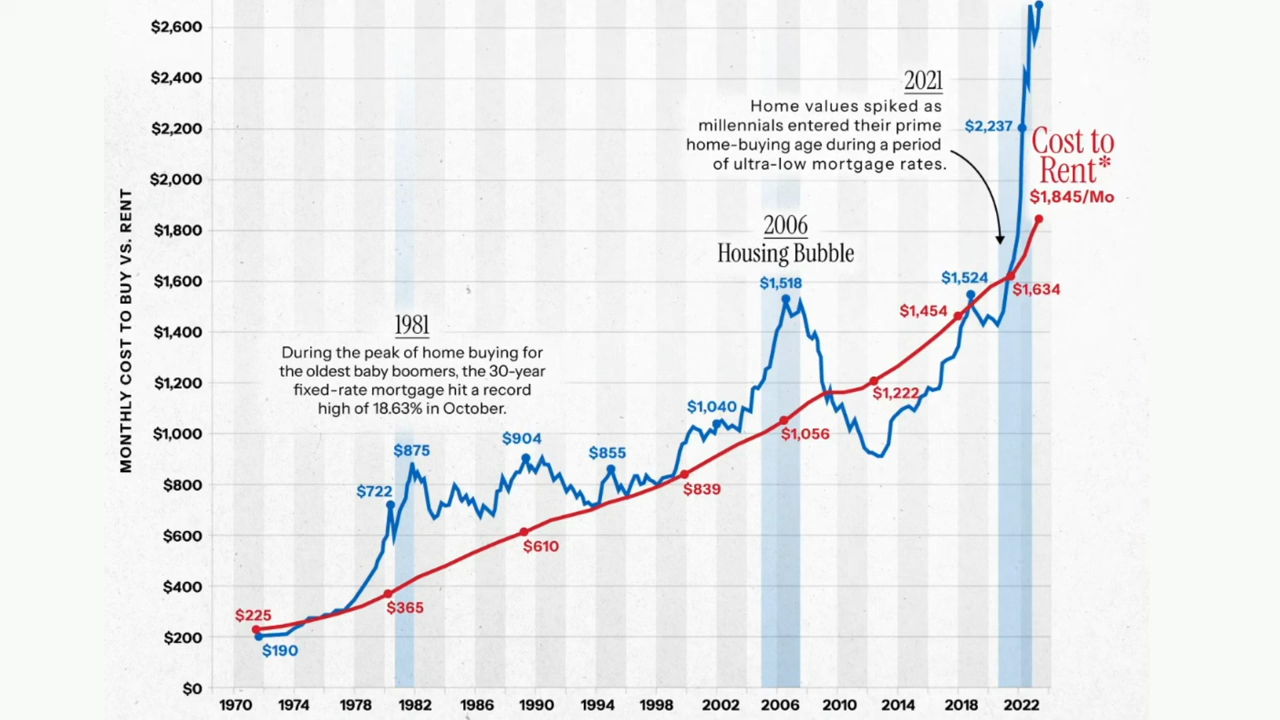 $2,600
$2,400
2021
Home values spiked as
millennials entered their prime
home-buying age during a period
of ultra-low mortgage rates.
$2,200
$2,237
Cost to
Rent*
$1,845/Mo
$2,000
$1,800
2006
Housing Bubble
$1,600
$1,518
$1,524
$1,634
$1,454
$1,400
1981
During the peak of home buying for
the oldest baby boomers, the 30-year
fixed-rate mortgage hit a record
high of 18.63% in October.
$1,200
$1,222
$1,040
$1,000
$1,056
$875
$904
$855
$800
$722
$839
$600
$610
$400
$365
$225
$200
$190
$0
MONTHLY COST TO BUY VS. RENT
1970 1974 1978 1982 1986 1990 1994 1998 2002 2006 2010 2014 2018 2022